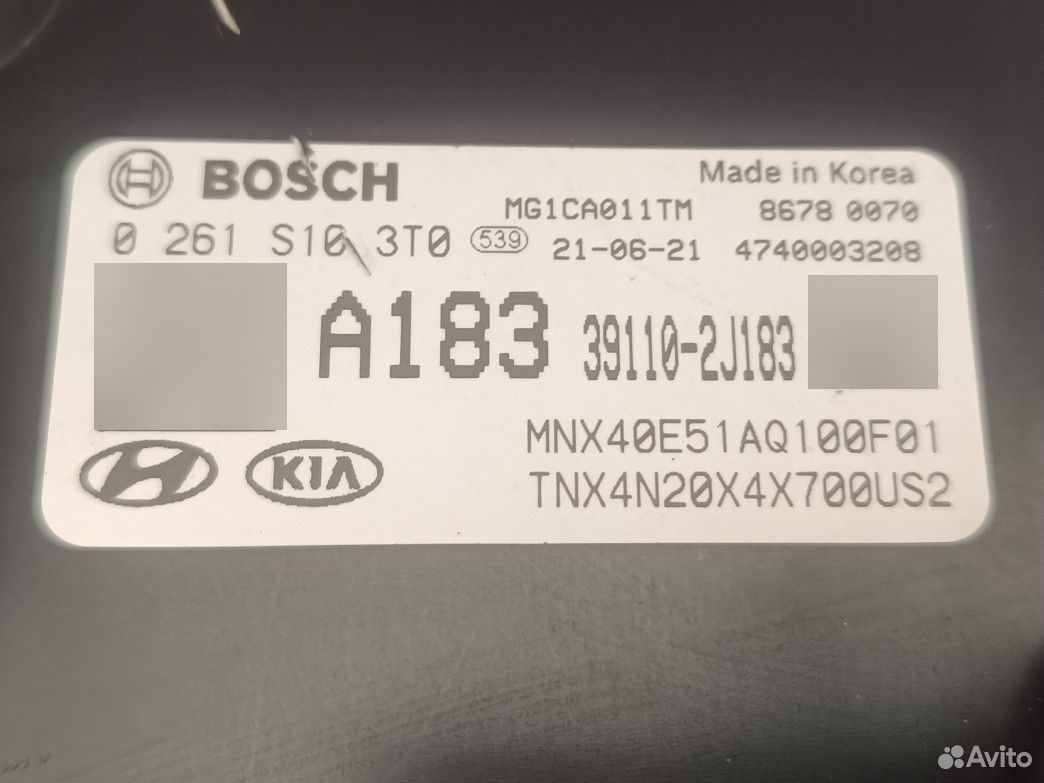 BOSCH Made in Korea
MG1CA011TM 8678 0070
0 261 S10 3T0 539 21-06-21 4740003208
A183 39110-2J183
MNX40E51AQ100F01
KIA TNX4N20X4X700US2
Avito